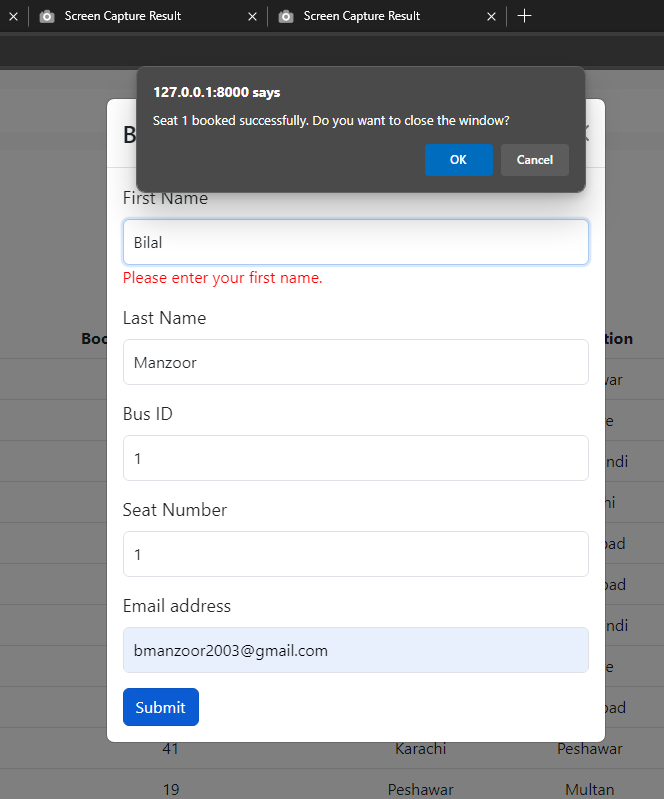 Screen Capture Result
Screen Capture Result
127.0.0.1:8000 says
Seat 1 booked successfully. Do you want to close the window?
OK
Cancel
B
First Name
Bilal
Please enter your first name.
Last Name
Boo
tion
Manzoor
war
Bus ID
e
1
ndi
Seat Number
ni
1
bad
bad
Email address
ndi
bmanzoor2003@gmail.com
e
Submit
bad
41 Karachi Peshawar
19 Peshawar Multan